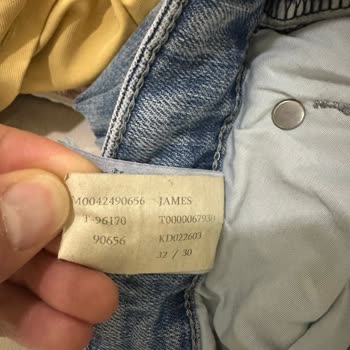 M0042490656 JAMES
96170 T0000067930
90656 KD022603
32 / 30